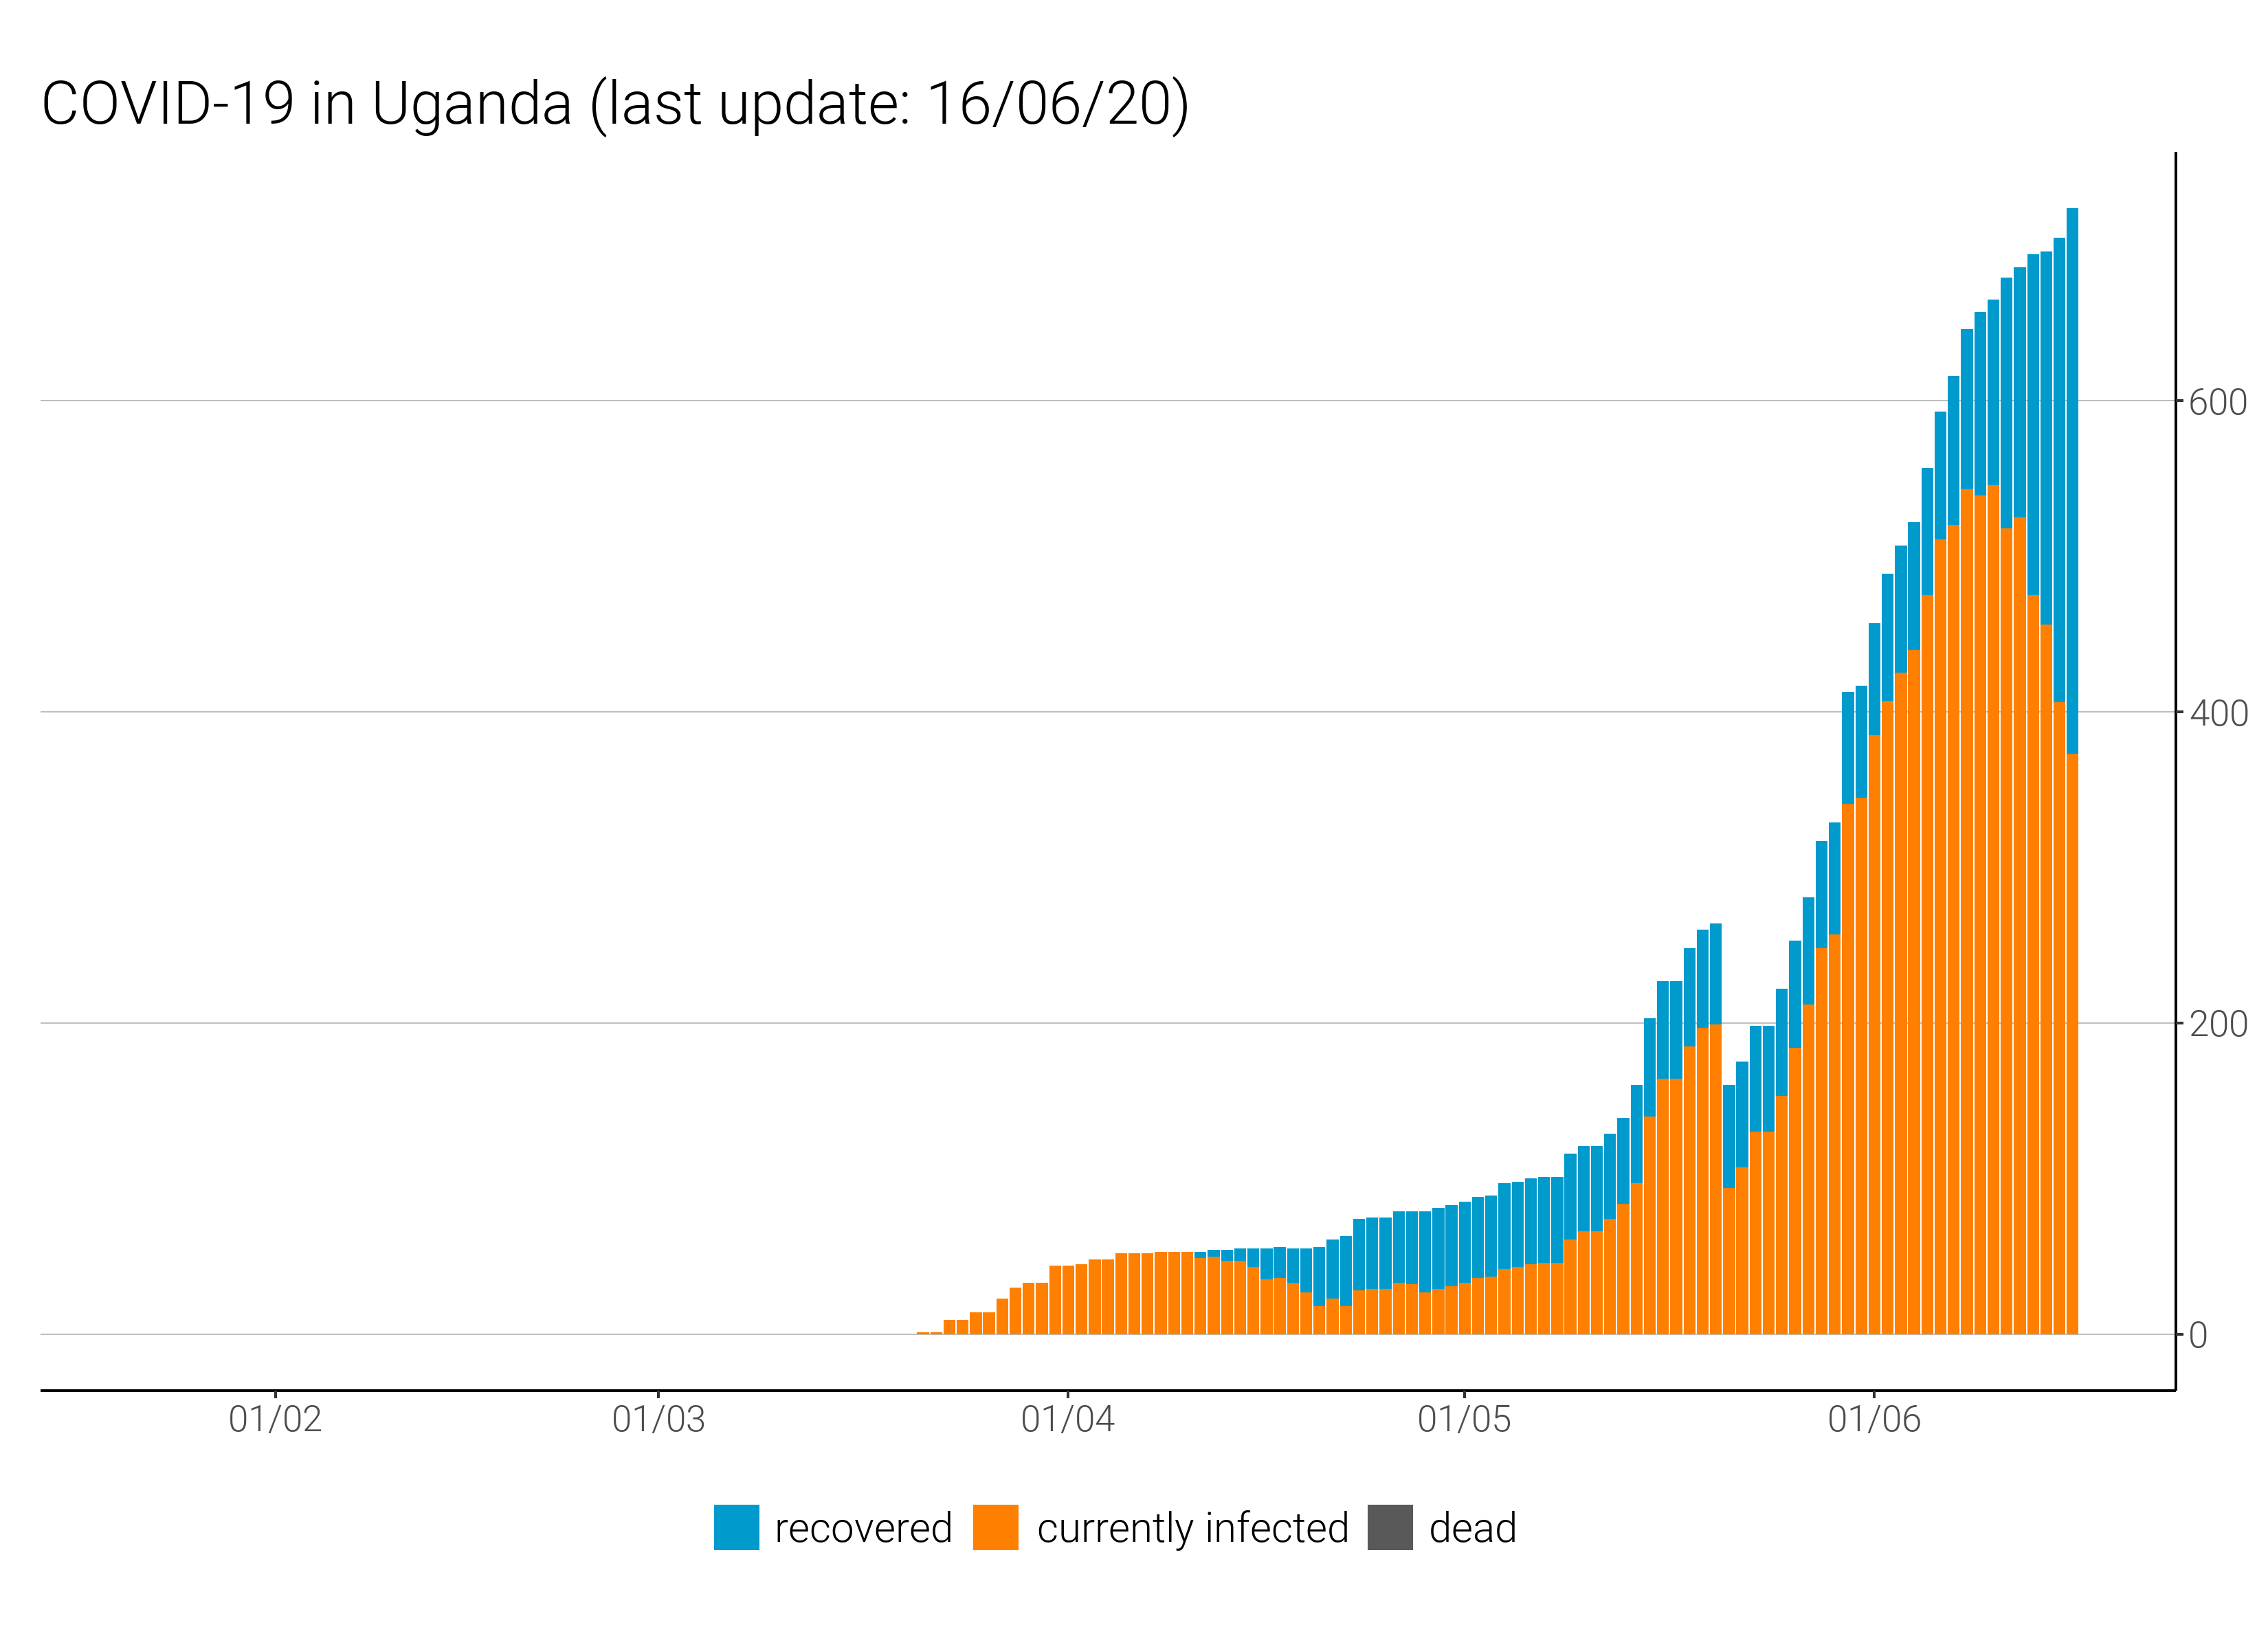 COVID-19 in Uganda (last update: 16/06/20)
600
400
200
0
01/02 01/03 01/04 01/05 01/06
recovered currently infected dead